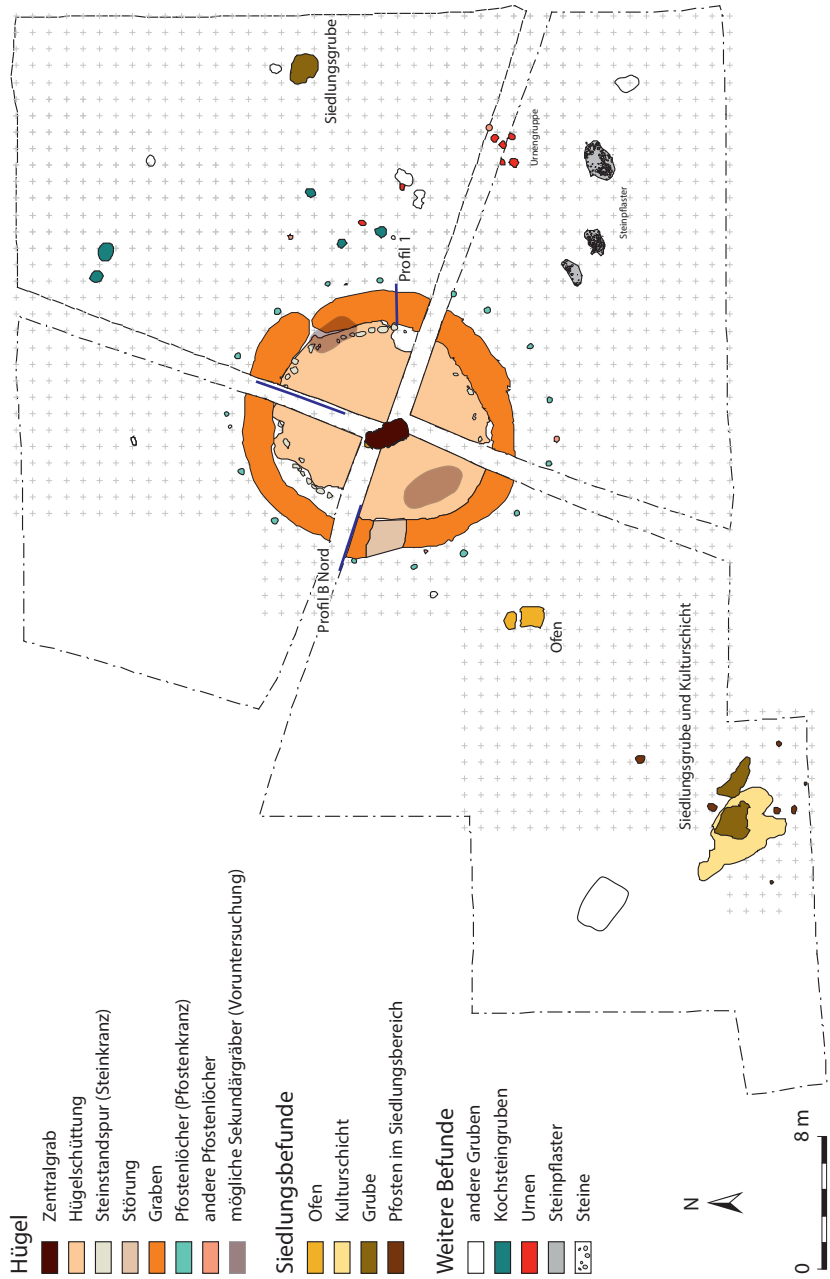 Hügel
Zentralgrab
Hügelschüttung
Steinstandspur (Steinkranz)
Störung
Graben
Pfostenlöcher (Pfostenkranz)
andere Pfostenlöcher
mögliche Sekundärgräber (Voruntersuchung)
Siedlungsbefunde
Ofen
Kulturschicht
Grube
Pfosten im Siedlungsbereich
Weitere Befunde
andere Gruben
Kochsteingruben
Urnen
Steinpflaster
Steine
N
0
8 m
Siedlungsgrube und Kulturschicht
Ofen
Profil B Nord
Profil 1
Steinpflaster
Urnengruppe
Siedlungsgrube